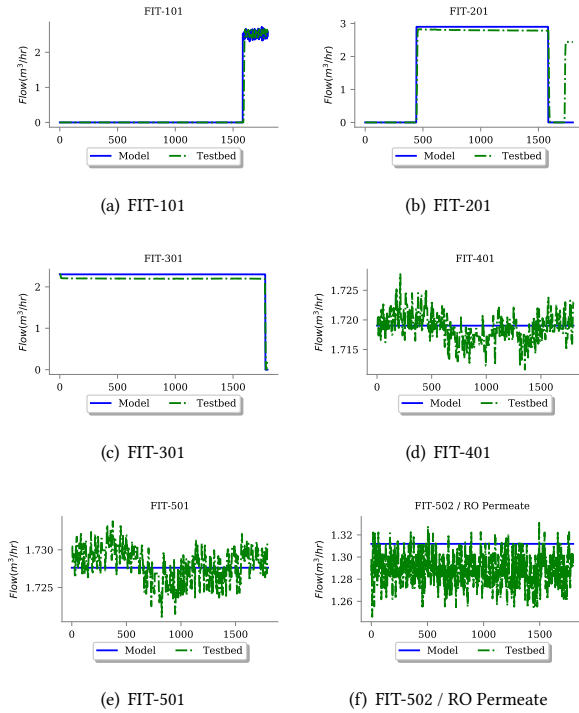 FIT-101
Flow(m³/hr)
2
1
0
0 500 1000 1500
Model Testbed
(a) FIT-101
FIT-201
Flow(m³/hr)
3
2
1
0
0 500 1000 1500
Model Testbed
(b) FIT-201
FIT-301
Flow(m³/hr)
2
1
0
0 500 1000 1500
Model Testbed
(c) FIT-301
FIT-401
Flow(m³/hr)
1.725
1.720
1.715
0 500 1000 1500
Model Testbed
(d) FIT-401
FIT-501
Flow(m³/hr)
1.730
1.725
0 500 1000 1500
Model Testbed
(e) FIT-501
FIT-502 / RO Permeate
Flow(m³/hr)
1.32
1.30
1.28
1.26
0 500 1000 1500
Model Testbed
(f) FIT-502 / RO Permeate